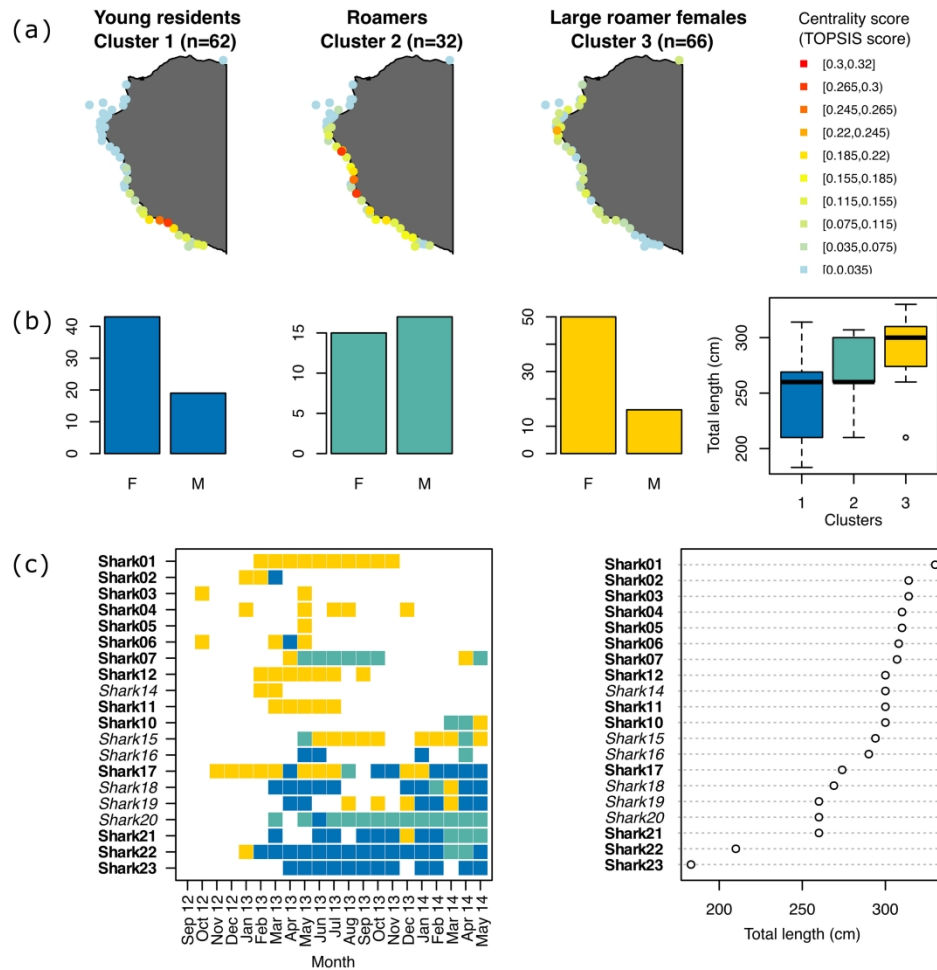 (a)
Young residents
Cluster 1 (n=62)
Roamers
Cluster 2 (n=32)
Large roamer females
Cluster 3 (n=66)
Centrality score
(TOPSIS score)
[0.3,0.32]
[0.265,0.3)
[0.245,0.265)
[0.22,0.245)
[0.185,0.22)
[0.155,0.185)
[0.115,0.155)
[0.075,0.115)
[0.035,0.075)
[0,0.035)
(b)
0 10 20 30 40
F M
0 5 10 15
F M
0 10 30 50
F M
Total length (cm)
200 250 300
1 2 3
Clusters
(c)
Shark01
Shark02
Shark03
Shark04
Shark05
Shark06
Shark07
Shark12
Shark14
Shark11
Shark10
Shark15
Shark16
Shark17
Shark18
Shark19
Shark20
Shark21
Shark22
Shark23
Sep 12
Oct 12
Nov 12
Dec 12
Jan 13
Feb 13
Mar 13
Apr 13
May 13
Jun 13
Jul 13
Aug 13
Sep 13
Oct 13
Nov 13
Dec 13
Jan 14
Feb 14
Mar 14
Apr 14
May 14
Month
Shark01
Shark02
Shark03
Shark04
Shark05
Shark06
Shark07
Shark12
Shark14
Shark11
Shark10
Shark15
Shark16
Shark17
Shark18
Shark19
Shark20
Shark21
Shark22
Shark23
200 250 300
Total length (cm)